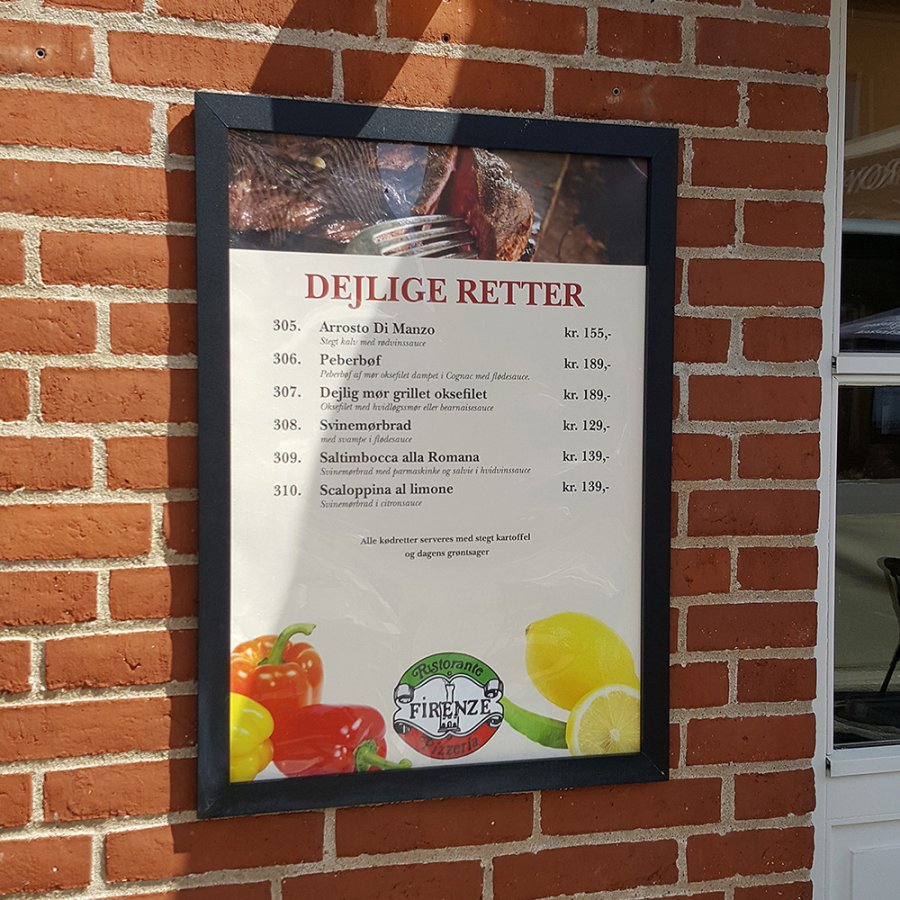 DEJLIGE RETTER
305. Arrosto Di Manzo kr. 155,-
Stegt kalv med rødvinssauce
306. Peberbøf kr. 189,-
Peberbøf af mør oksefilet dampet i Cognac med flødesauce.
307. Dejlig mør grillet oksefilet kr. 189,-
Oksefilet med hvidløgssmør eller bearnaisesauce
308. Svinemørbrad kr. 129,-
med svampe i flødesauce
309. Saltimbocca alla Romana kr. 139,-
Svinemørbrad med parmaskinke og salvie i hvidvinssauce
310. Scaloppina al limone kr. 139,-
Svinemørbrad i citronsauce
Alle kødretter serveres med stegt kartoffel
og dagens grøntsager
Ristorante
FIRENZE
Pizzeria